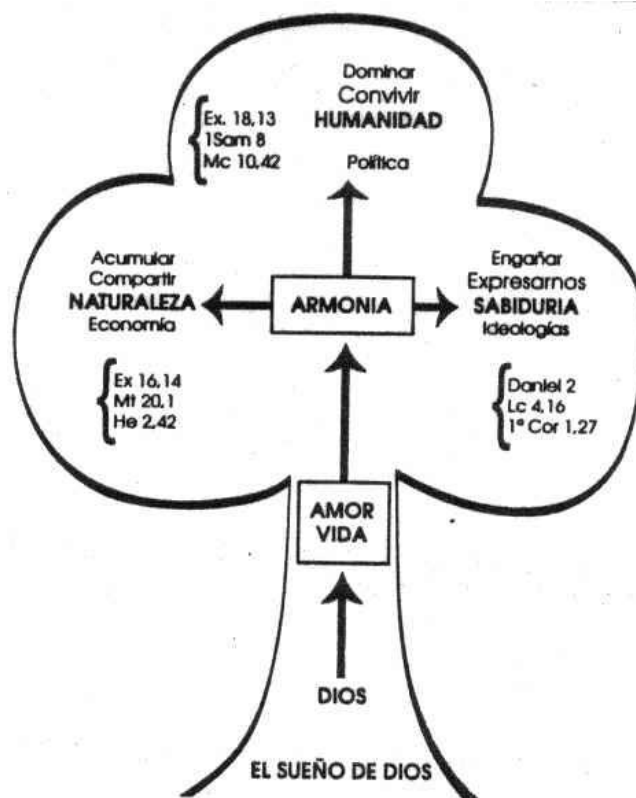 Dominar
Convivir
HUMANIDAD
Política
Ex. 18,13
1Sam 8
Mc 10,42
Acumular
Compartir
NATURALEZA
Economía
ARMONIA
Engañar
Expresarnos
SABIDURIA
Ideologías
Ex 16,14
Mt 20,1
He 2,42
Daniel 2
Lc 4,16
1ª Cor 1,27
AMOR
VIDA
DIOS
EL SUEÑO DE DIOS